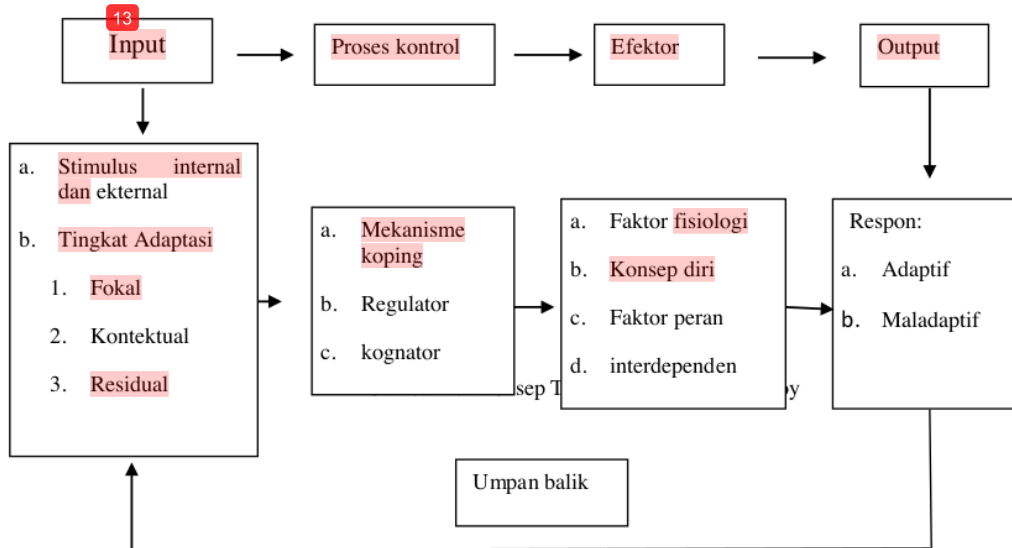 13
Input
Proses kontrol
Efektor
Output
a. Stimulus internal
dan ekternal
b. Tingkat Adaptasi
1. Fokal
2. Kontektual
3. Residual
a. Mekanisme
koping
b. Regulator
c. kognator
a. Faktor fisiologi
b. Konsep diri
c. Faktor peran
d. interdependen
Respon:
a. Adaptif
b. Maladaptif
sep T
Umpan balik